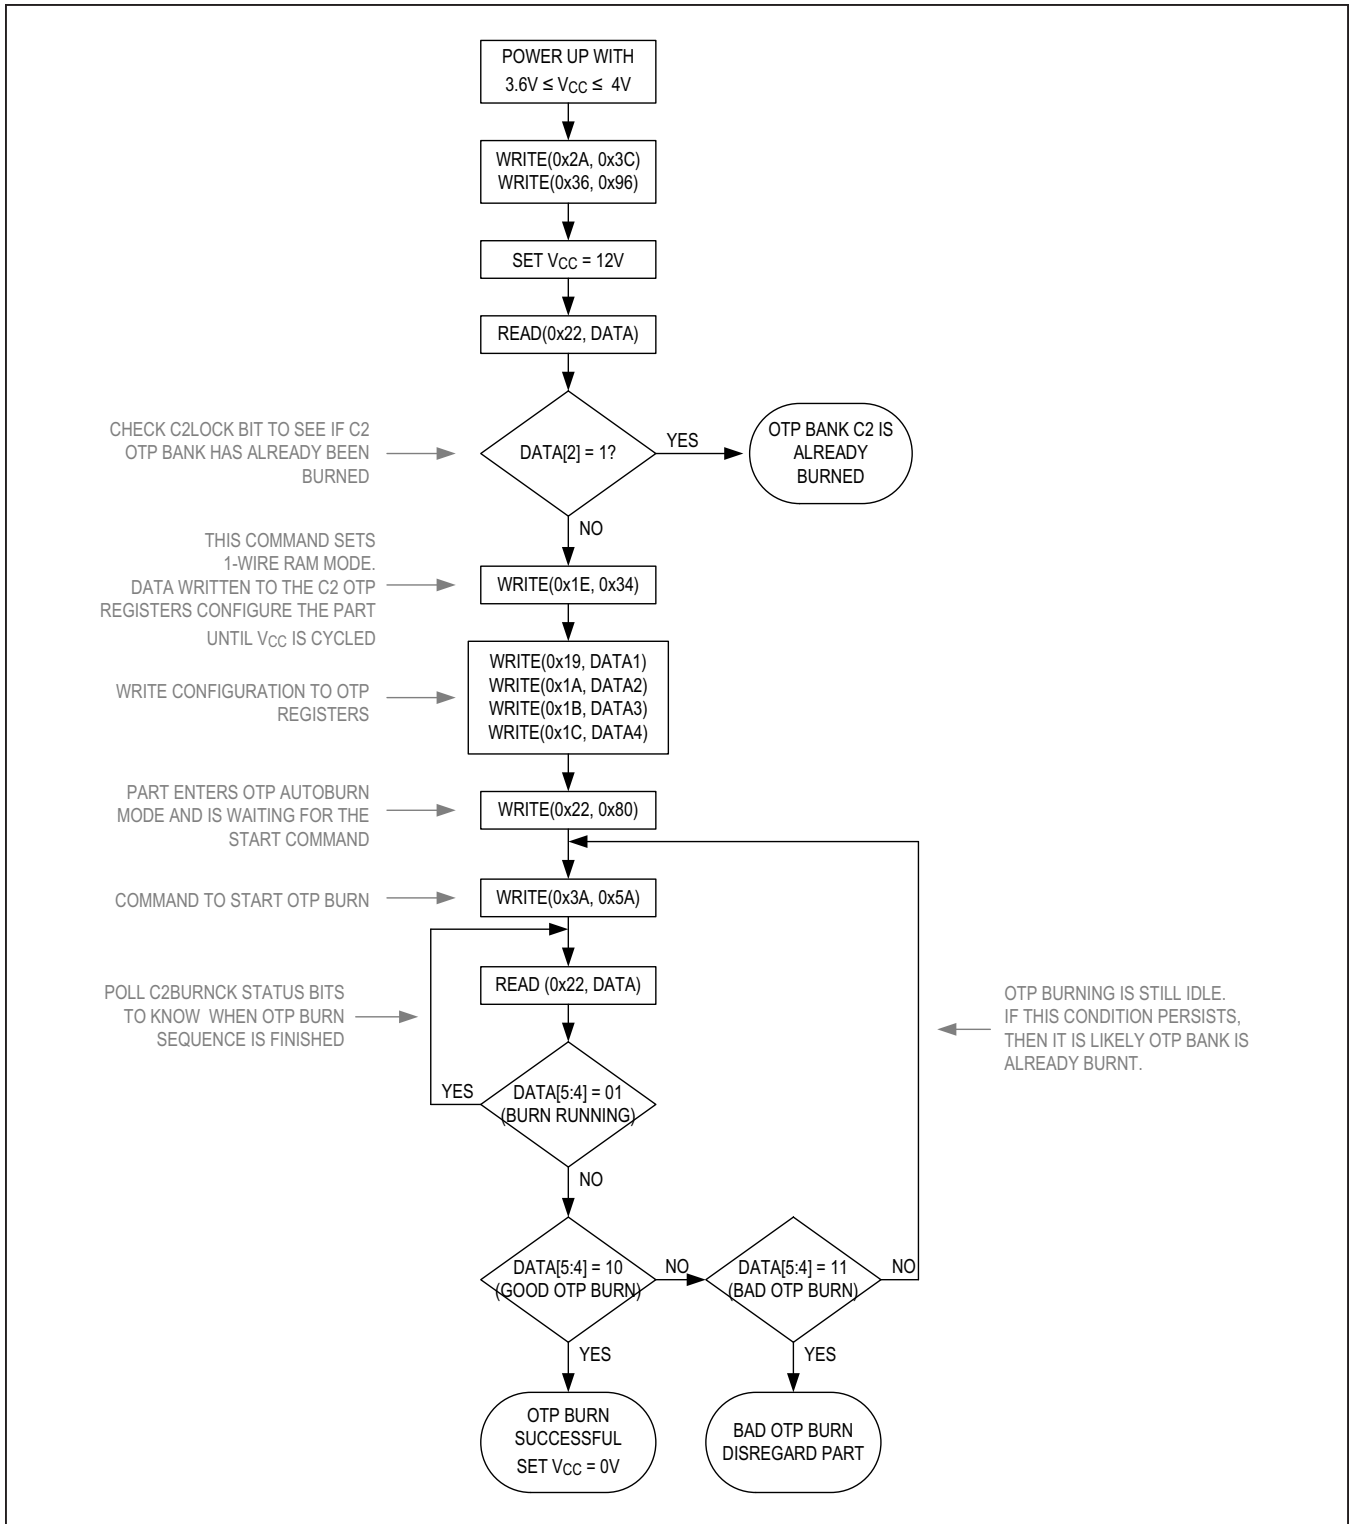 POWER UP WITH
3.6V ≤ VCC ≤ 4V
WRITE(0x2A, 0x3C)
WRITE(0x36, 0x96)
SET VCC = 12V
READ(0x22, DATA)
CHECK C2LOCK BIT TO SEE IF C2
OTP BANK HAS ALREADY BEEN
BURNED
DATA[2] = 1?
YES
OTP BANK C2 IS
ALREADY
BURNED
NO
THIS COMMAND SETS
1-WIRE RAM MODE.
DATA WRITTEN TO THE C2 OTP
REGISTERS CONFIGURE THE PART
UNTIL VCC IS CYCLED
WRITE(0x1E, 0x34)
WRITE CONFIGURATION TO OTP
REGISTERS
WRITE(0x19, DATA1)
WRITE(0x1A, DATA2)
WRITE(0x1B, DATA3)
WRITE(0x1C, DATA4)
PART ENTERS OTP AUTOBURN
MODE AND IS WAITING FOR THE
START COMMAND
WRITE(0x22, 0x80)
COMMAND TO START OTP BURN
WRITE(0x3A, 0x5A)
POLL C2BURNCK STATUS BITS
TO KNOW WHEN OTP BURN
SEQUENCE IS FINISHED
READ (0x22, DATA)
OTP BURNING IS STILL IDLE.
IF THIS CONDITION PERSISTS,
THEN IT IS LIKELY OTP BANK IS
ALREADY BURNT.
YES
DATA[5:4] = 01
(BURN RUNNING)
NO
DATA[5:4] = 10
(GOOD OTP BURN)
NO
DATA[5:4] = 11
(BAD OTP BURN)
NO
YES
YES
OTP BURN
SUCCESSFUL
SET VCC = 0V
BAD OTP BURN
DISREGARD PART